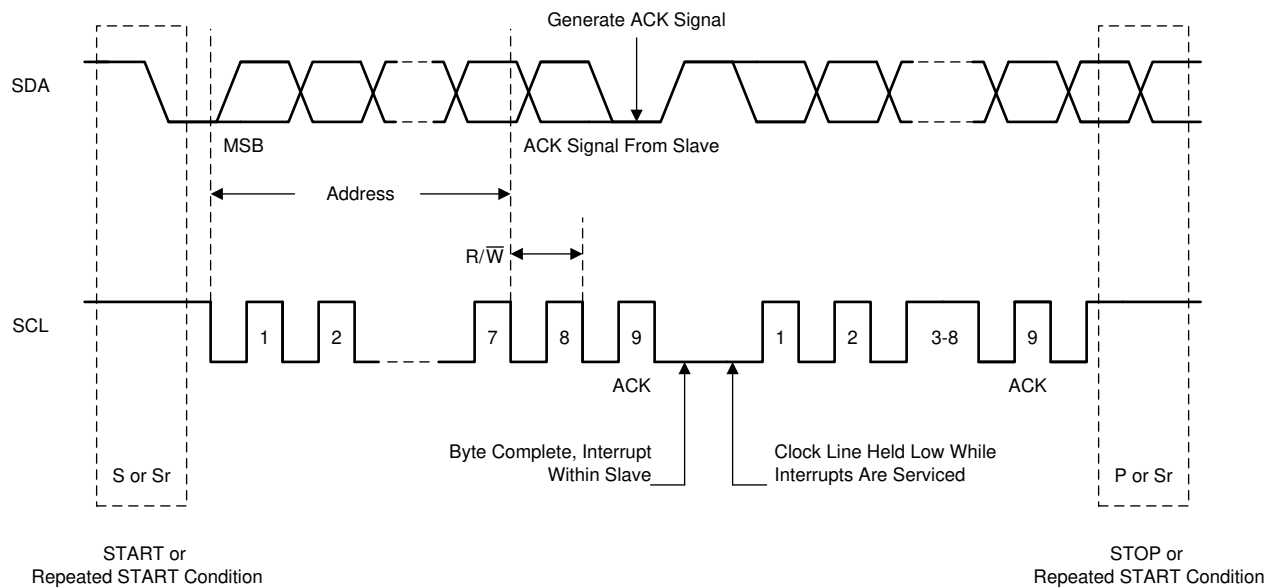 Generate ACK Signal
SDA
MSB
ACK Signal From Slave
Address
R/W̅
SCL
1
2
7
8
9
1
2
3-8
9
ACK
ACK
Byte Complete, Interrupt
Within Slave
Clock Line Held Low While
Interrupts Are Serviced
S or Sr
P or Sr
START or
Repeated START Condition
STOP or
Repeated START Condition